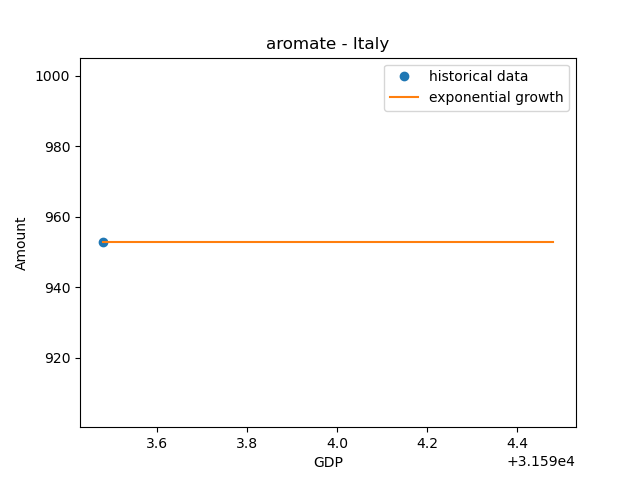 aromate - Italy
historical data
exponential growth
1000
980
960
940
920
Amount
3.6 3.8 4.0 4.2 4.4
+3.159e4
GDP